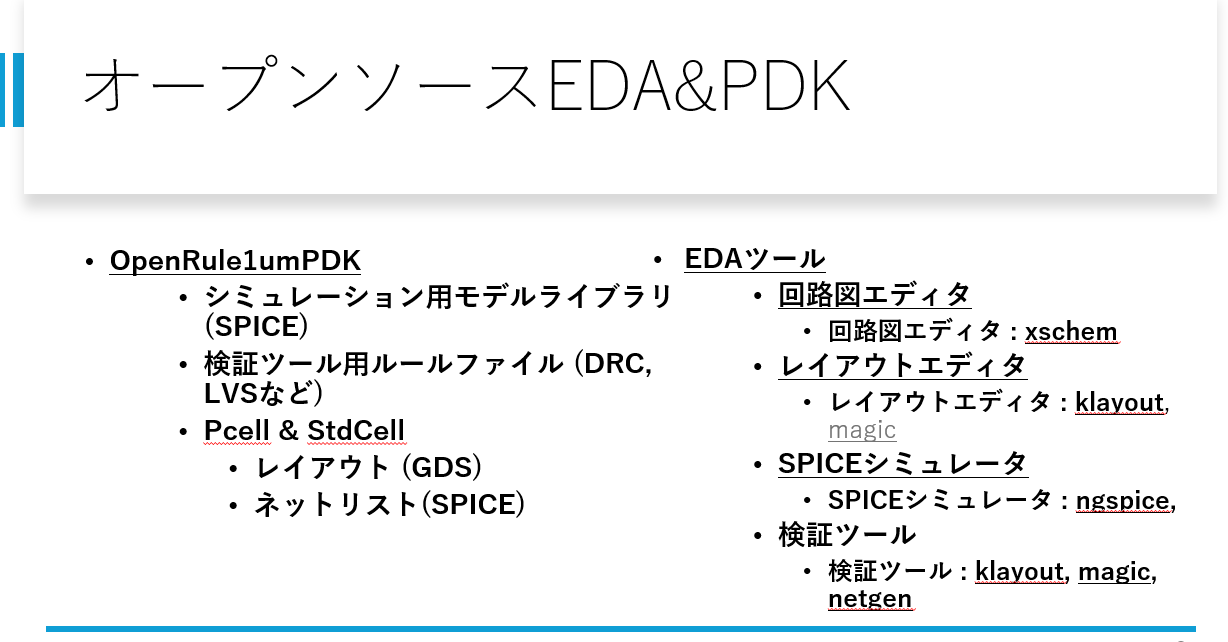 オープンソースEDA&PDK
• OpenRule1umPDK
• シミュレーション用モデルライブラリ
(SPICE)
• 検証ツール用ルールファイル (DRC,
LVSなど)
• Pcell & StdCell
• レイアウト (GDS)
• ネットリスト(SPICE)
• EDAツール
• 回路図エディタ
• 回路図エディタ : xschem
• レイアウトエディタ
• レイアウトエディタ : klayout,
magic
• SPICEシミュレータ
• SPICEシミュレータ : ngspice,
• 検証ツール
• 検証ツール : klayout, magic,
netgen